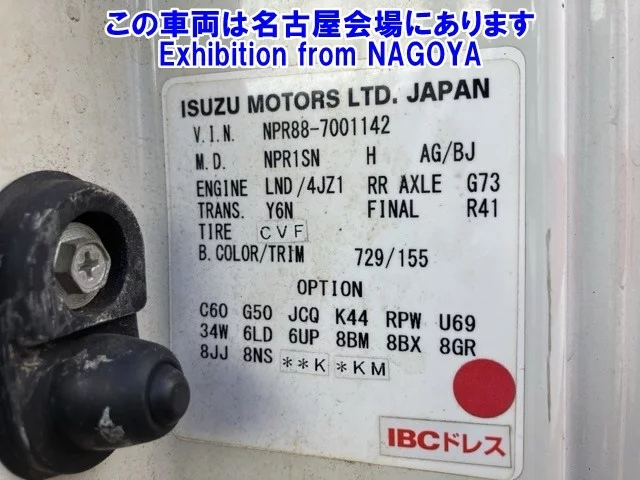 この車両は名古屋会場にあります
Exhibition from NAGOYA
ISUZU MOTORS LTD. JAPAN
V.I.N. NPR88-7001142
M.D. NPR1SN H AG/BJ
ENGINE LND/4JZ1 RR AXLE G73
TRANS. Y6N FINAL R41
TIRE CVF
B.COLOR/TRIM 729/155
OPTION
C60 G50 JCQ K44 RPW U69
34W 6LD 6UP 8BM 8BX 8GR
8JJ 8NS **K *KM
IBCドレス